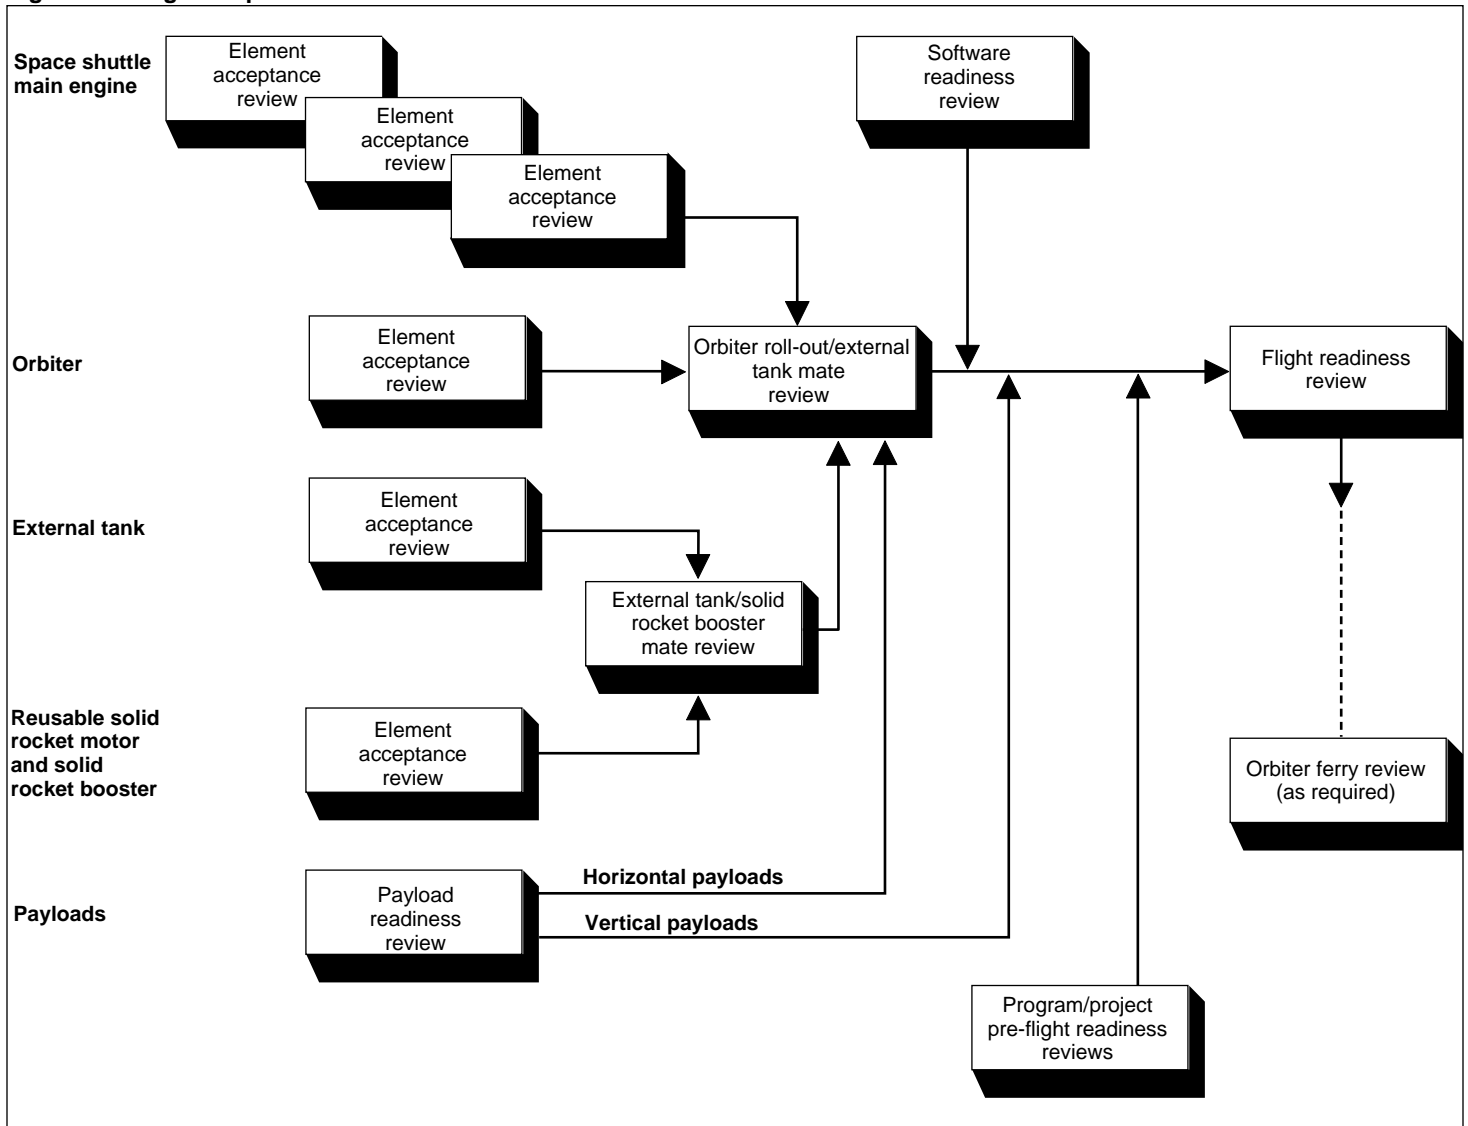 Space shuttle
main engine
Element
acceptance
review
Element
acceptance
review
Element
acceptance
review
Software
readiness
review
Orbiter
Element
acceptance
review
Orbiter roll-out/external
tank mate
review
Flight readiness
review
External tank
Element
acceptance
review
External tank/solid
rocket booster
mate review
Reusable solid
rocket motor
and solid
rocket booster
Element
acceptance
review
Orbiter ferry review
(as required)
Payloads
Payload
readiness
review
Horizontal payloads
Vertical payloads
Program/project
pre-flight readiness
reviews